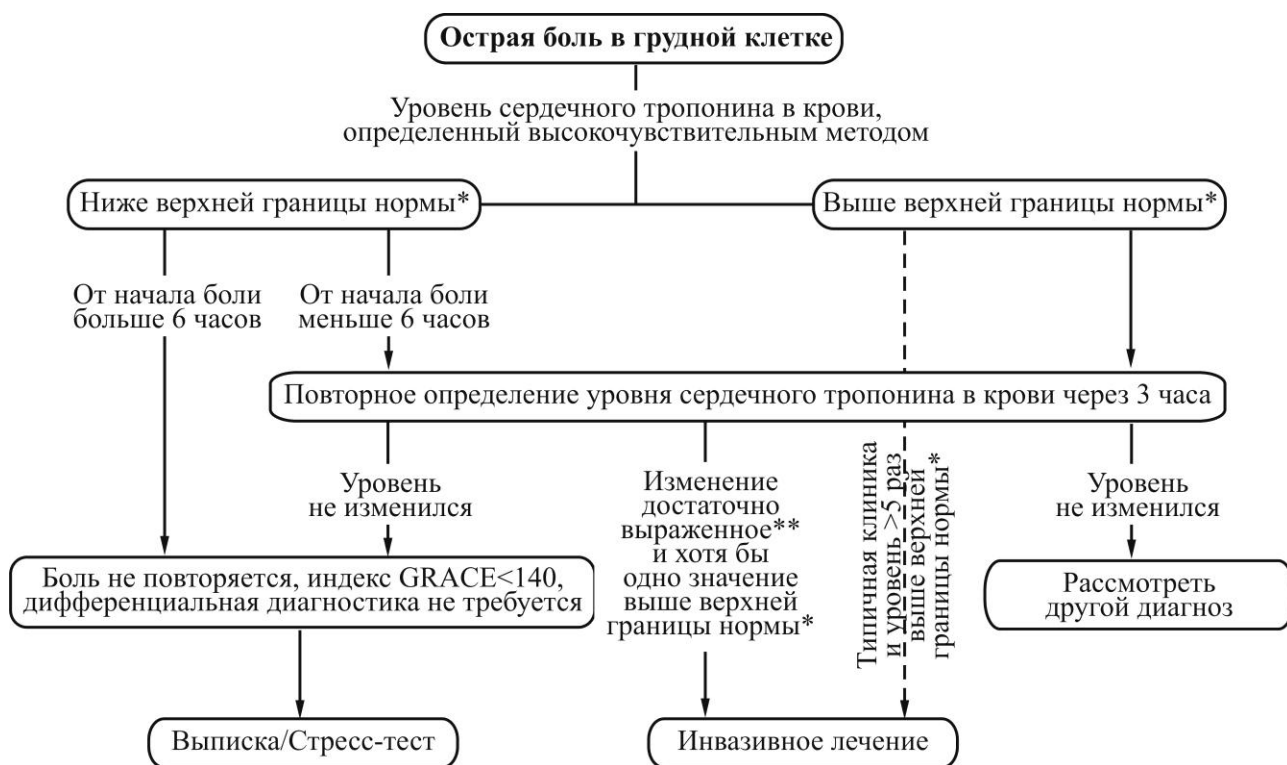 Острая боль в грудной клетке
Уровень сердечного тропонина в крови,
определенный высокочувствительным методом
Ниже верхней границы нормы*
Выше верхней границы нормы*
От начала боли
больше 6 часов
От начала боли
меньше 6 часов
Повторное определение уровня сердечного тропонина в крови через 3 часа
Уровень
не изменился
Изменение
достаточно
выраженное**
и хотя бы
одно значение
выше верхней
границы нормы*
Типичная клиника
и уровень >5 раз
выше верхней
границы нормы*
Уровень
не изменился
Боль не повторяется, индекс GRACE<140,
дифференциальная диагностика не требуется
Рассмотреть
другой диагноз
Выписка/Стресс-тест
Инвазивное лечение